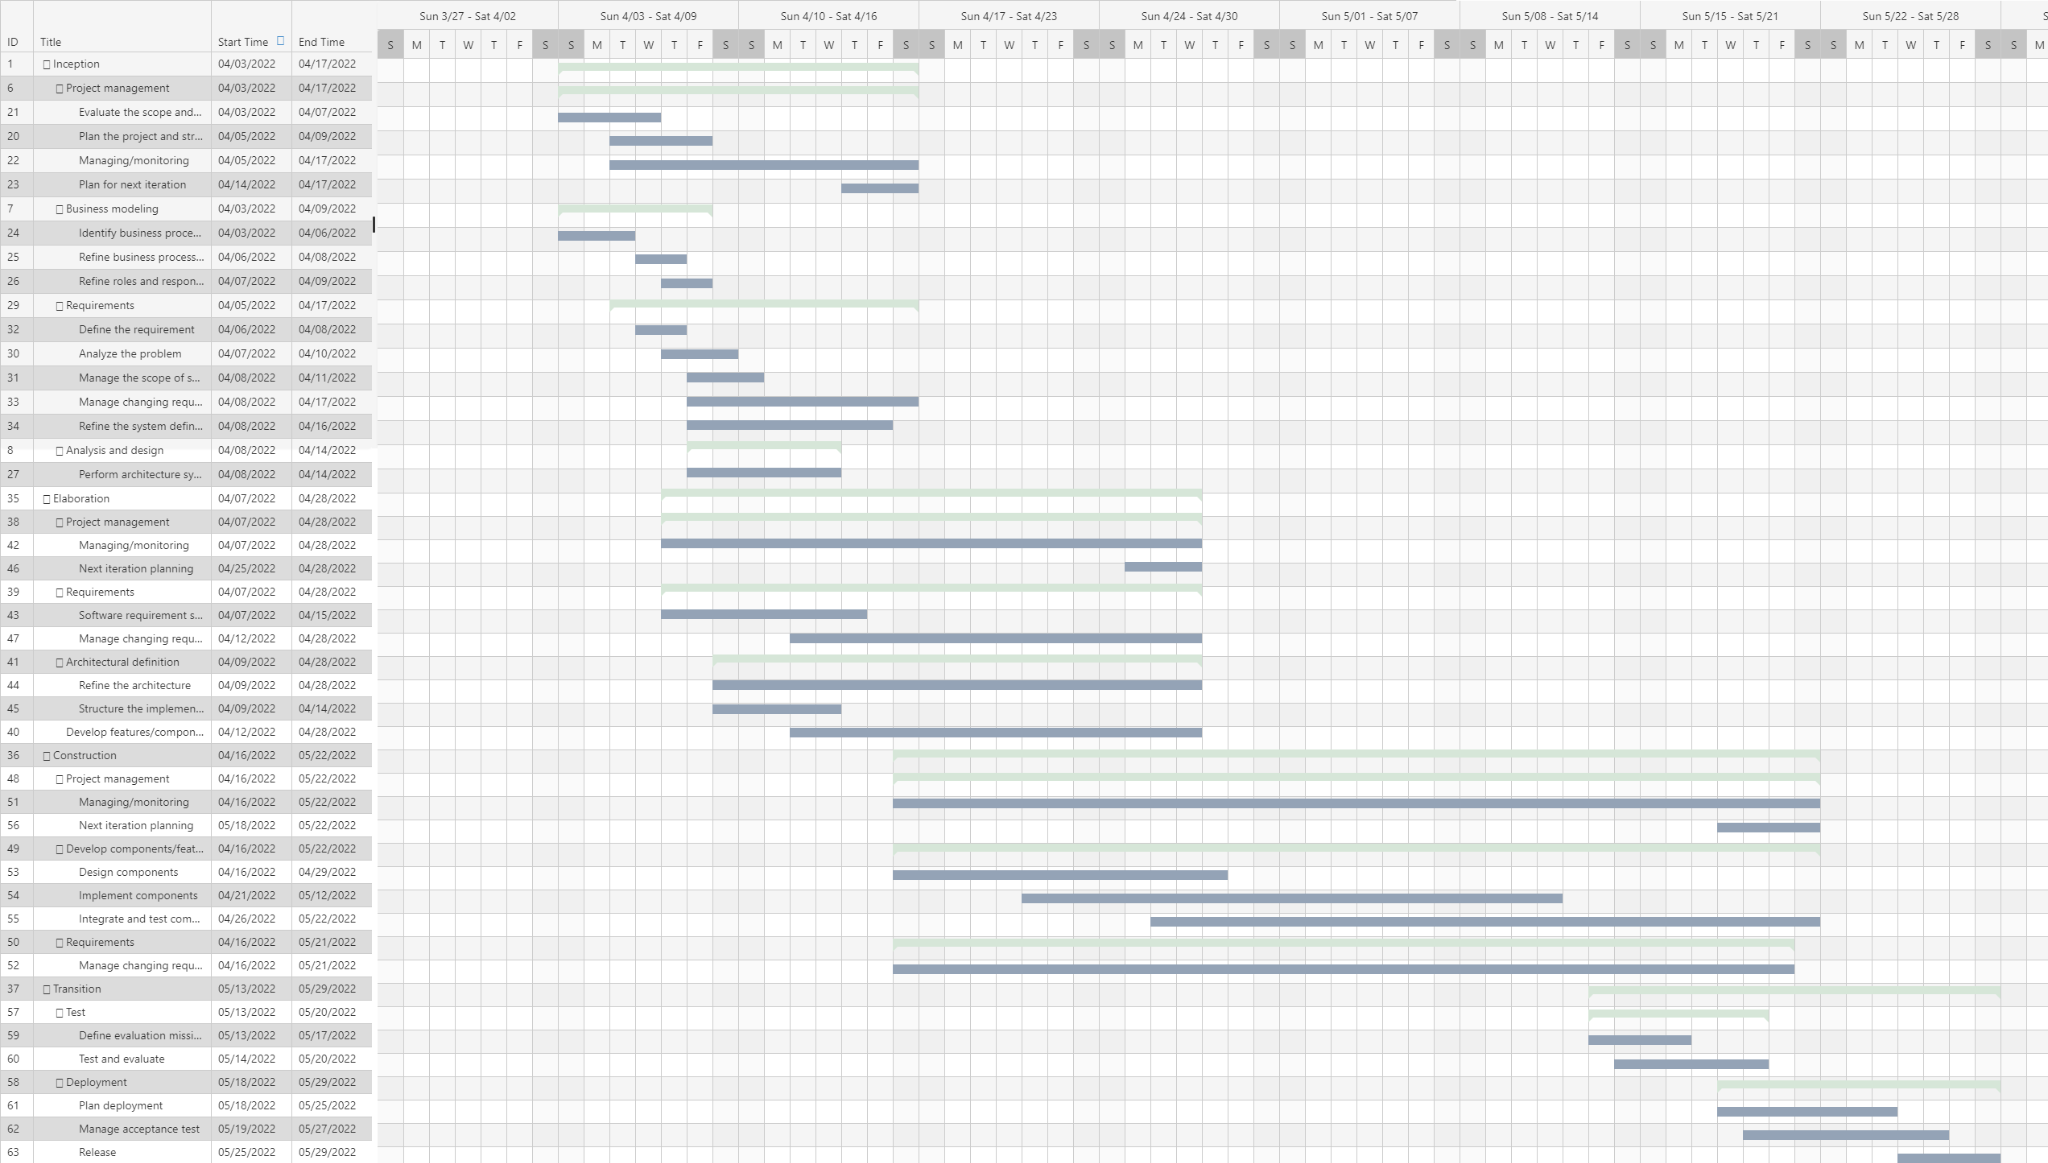 Sun 3/27 - Sat 4/02 Sun 4/03 - Sat 4/09 Sun 4/10 - Sat 4/16 Sun 4/17 - Sat 4/23 Sun 4/24 - Sat 4/30 Sun 5/01 - Sat 5/07 Sun 5/08 - Sat 5/14 Sun 5/15 - Sat 5/21 Sun 5/22 - Sat 5/28 S
ID Title Start Time End Time S M T W T F S S M T W T F S S M T W T F S S M T W T F S S M T W T F S S M T W T F S S M T W T F S S M T W T F S S M T W T F S S M
1 Inception 04/03/2022 04/17/2022
6 Project management 04/03/2022 04/17/2022
21 Evaluate the scope and... 04/03/2022 04/07/2022
20 Plan the project and str... 04/05/2022 04/09/2022
22 Managing/monitoring 04/05/2022 04/17/2022
23 Plan for next iteration 04/14/2022 04/17/2022
7 Business modeling 04/03/2022 04/09/2022
24 Identify business proce... 04/03/2022 04/06/2022
25 Refine business process... 04/06/2022 04/08/2022
26 Refine roles and respon... 04/07/2022 04/09/2022
29 Requirements 04/05/2022 04/17/2022
32 Define the requirement 04/06/2022 04/08/2022
30 Analyze the problem 04/07/2022 04/10/2022
31 Manage the scope of s... 04/08/2022 04/11/2022
33 Manage changing requ... 04/08/2022 04/17/2022
34 Refine the system defin... 04/08/2022 04/16/2022
8 Analysis and design 04/08/2022 04/14/2022
27 Perform architecture sy... 04/08/2022 04/14/2022
35 Elaboration 04/07/2022 04/28/2022
38 Project management 04/07/2022 04/28/2022
42 Managing/monitoring 04/07/2022 04/28/2022
46 Next iteration planning 04/25/2022 04/28/2022
39 Requirements 04/07/2022 04/28/2022
43 Software requirement s... 04/07/2022 04/15/2022
47 Manage changing requ... 04/12/2022 04/28/2022
41 Architectural definition 04/09/2022 04/28/2022
44 Refine the architecture 04/09/2022 04/28/2022
45 Structure the implemen... 04/09/2022 04/14/2022
40 Develop features/compon... 04/12/2022 04/28/2022
36 Construction 04/16/2022 05/22/2022
48 Project management 04/16/2022 05/22/2022
51 Managing/monitoring 04/16/2022 05/22/2022
56 Next iteration planning 05/18/2022 05/22/2022
49 Develop components/feat... 04/16/2022 05/22/2022
53 Design components 04/16/2022 04/29/2022
54 Implement components 04/21/2022 05/12/2022
55 Integrate and test com... 04/26/2022 05/22/2022
50 Requirements 04/16/2022 05/21/2022
52 Manage changing requ... 04/16/2022 05/21/2022
37 Transition 05/13/2022 05/29/2022
57 Test 05/13/2022 05/20/2022
59 Define evaluation missi... 05/13/2022 05/17/2022
60 Test and evaluate 05/14/2022 05/20/2022
58 Deployment 05/18/2022 05/29/2022
61 Plan deployment 05/18/2022 05/25/2022
62 Manage acceptance test 05/19/2022 05/27/2022
63 Release 05/25/2022 05/29/2022